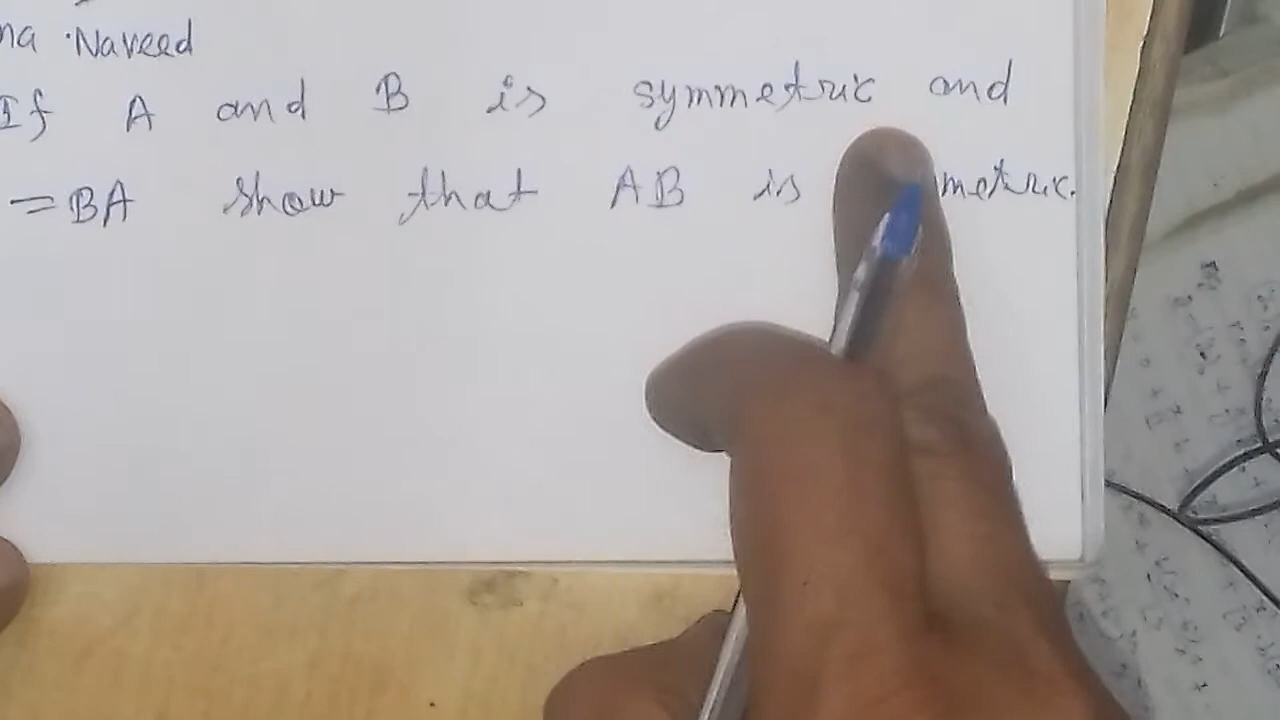 na Naveed
If A and B is symmetric and
=BA show that AB is metric.